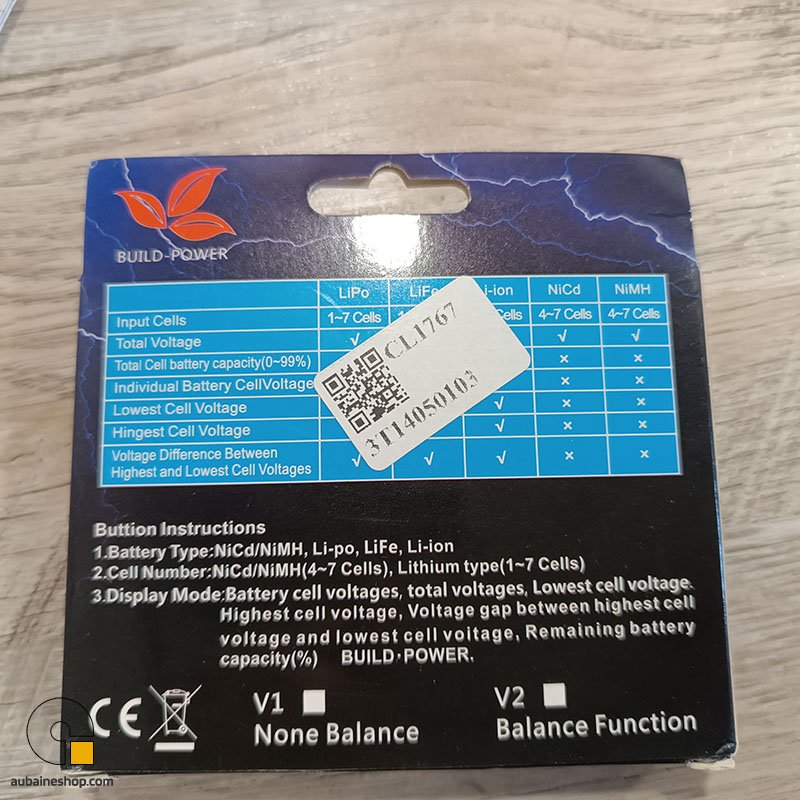 BUILD-POWER
LiPo LiFe Li-ion NiCd NiMH
Input Cells 1~7 Cells Cells 4~7 Cells 4~7 Cells
Total Voltage √ √ √
Total Cell battery capacity(0~99%) × ×
Individual Battery CellVoltage × ×
Lowest Cell Voltage √ × ×
Hingest Cell Voltage √ × ×
Voltage Difference Between
Highest and Lowest Cell Voltages √ √ √ × ×
CL1767
3T14050103
Buttion Instructions
1.Battery Type:NiCd/NiMH, Li-po, LiFe, Li-ion
2.Cell Number:NiCd/NiMH(4~7 Cells), Lithium type(1~7 Cells)
3.Display Mode:Battery cell voltages, total voltages, Lowest cell voltage.
Highest cell voltage, Voltage gap between highest cell
voltage and lowest cell voitage, Remaining battery
capacity(%) BUILD·POWER.
CE V1 V2
None Balance Balance Function
aubaineshop.com